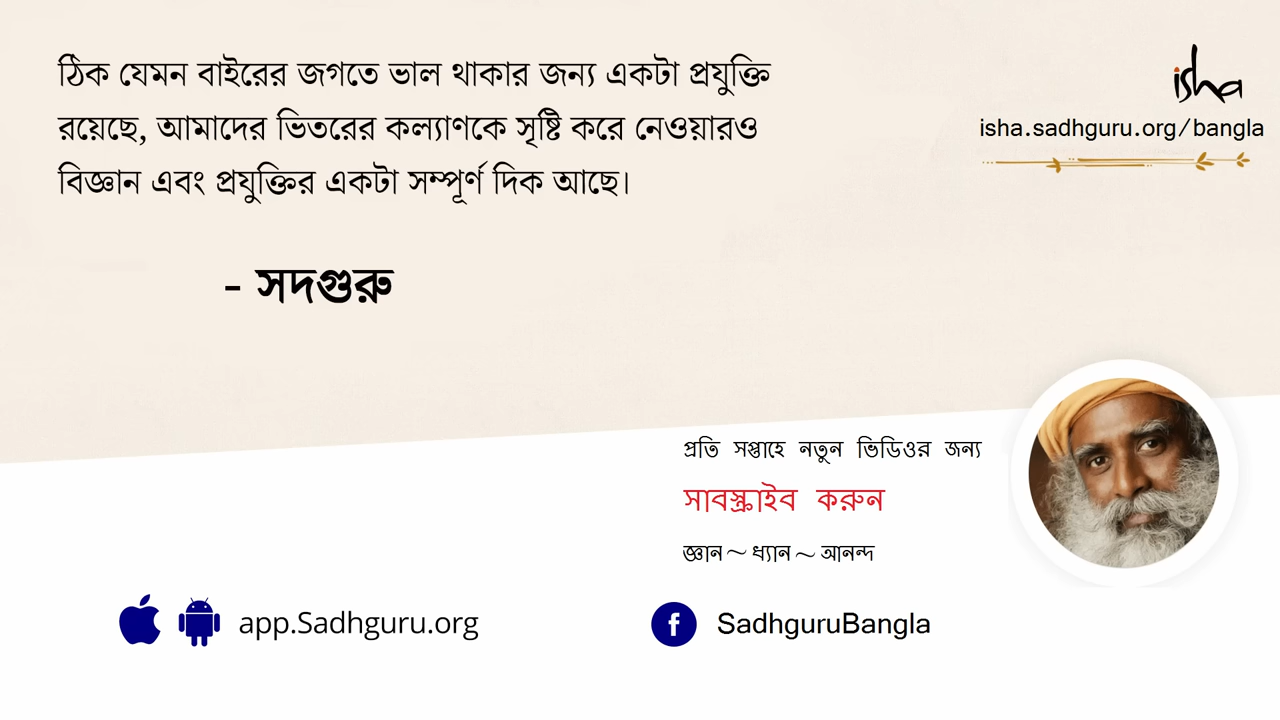 ঠিক যেমন বাইরের জগতে ভাল থাকার জন্য একটা প্রযুক্তি
রয়েছে, আমাদের ভিতরের কল্যাণকে সৃষ্টি করে নেওয়ারও
বিজ্ঞান এবং প্রযুক্তির একটা সম্পূর্ণ দিক আছে।
- সদগুরু
isha
isha.sadhguru.org/bangla
প্রতি সপ্তাহে নতুন ভিডিওর জন্য
সাবস্ক্রাইব করুন
জ্ঞান ~ ধ্যান ~ আনন্দ
app.Sadhguru.org
f SadhguruBangla